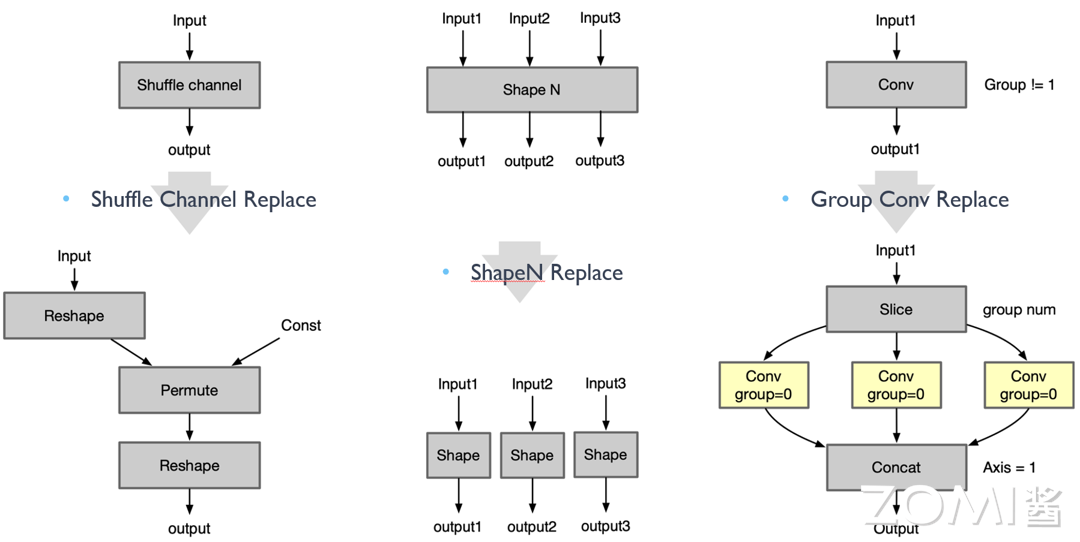 Input
Shuffle channel
output
• Shuffle Channel Replace
Input
Reshape
Const
Permute
Reshape
output
Input1 Input2 Input3
Shape N
output1 output2 output3
• ShapeN Replace
Input1 Input2 Input3
Shape Shape Shape
output1 output2 output3
Input1
Conv
Group != 1
output1
• Group Conv Replace
Input1
Slice
group num
Conv Conv Conv
group=0 group=0 group=0
Concat
Axis = 1
Output
ZOMI酱